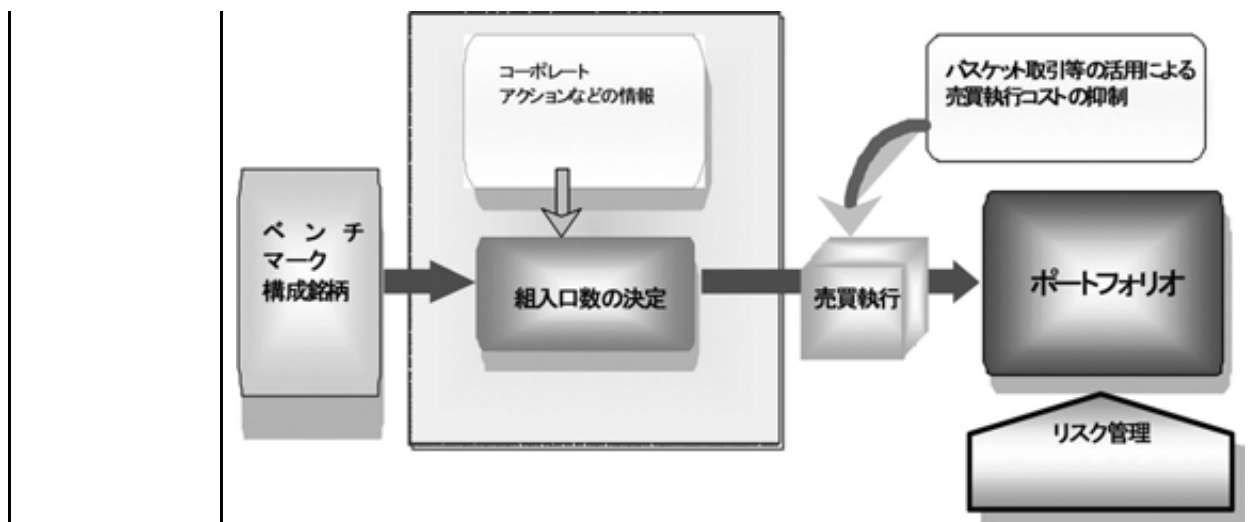 コーポレート
アクションなどの情報
バスケット取引等の活用による
売買執行コストの抑制
ベンチ
マーク
構成銘柄
組入口数の決定
売買執行
ポートフォリオ
リスク管理